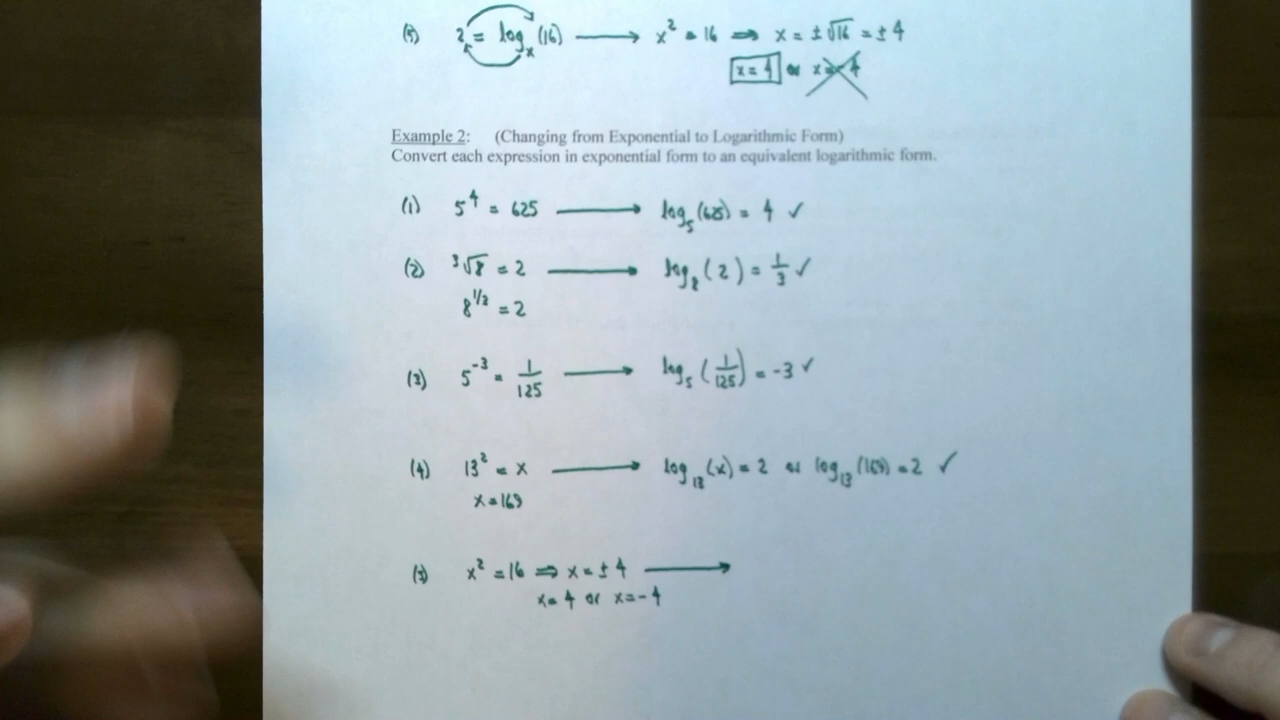 (5) 2 = log_x (16) ⟶ x² = 16 ⟹ x = ±√16 = ±4
x = 4 or x = -4
Example 2: (Changing from Exponential to Logarithmic Form)
Convert each expression in exponential form to an equivalent logarithmic form.
(1) 5⁴ = 625 ⟶ log₅(625) = 4 ✓
(2) ³√8 = 2 ⟶ log₈(2) = 1/3 ✓
8^(1/2) = 2
(3) 5⁻³ = 1/125 ⟶ log₅(1/125) = -3 ✓
(4) 13² = x ⟶ log₁₃(x) = 2 or log₁₃(169) = 2 ✓
x = 169
(5) x² = 16 ⟹ x = ±4 ⟶
x = 4 or x = -4